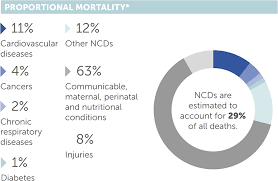 PROPORTIONAL MORTALITY*
11%
Cardiovascular
diseases
4%
Cancers
2%
Chronic
respiratory
diseases
1%
Diabetes
12%
Other NCDs
63%
Communicable,
maternal, perinatal
and nutritional
conditions
8%
Injuries
NCDs are
estimated to
account for 29%
of all deaths.